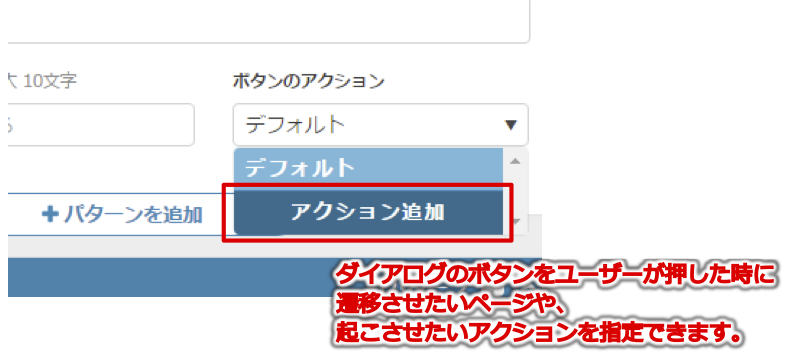 大 10文字
ボタンのアクション
デフォルト
デフォルト
+パターンを追加
アクション追加
ダイアログのボタンをユーザーが押した時に
遷移させたいページや、
起こさせたいアクションを指定できます。